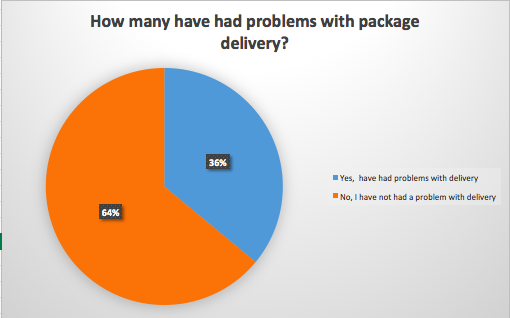 How many have had problems with package
delivery?
36%
64%
Yes,  have had problems with delivery
No, I have not had a problem with delivery